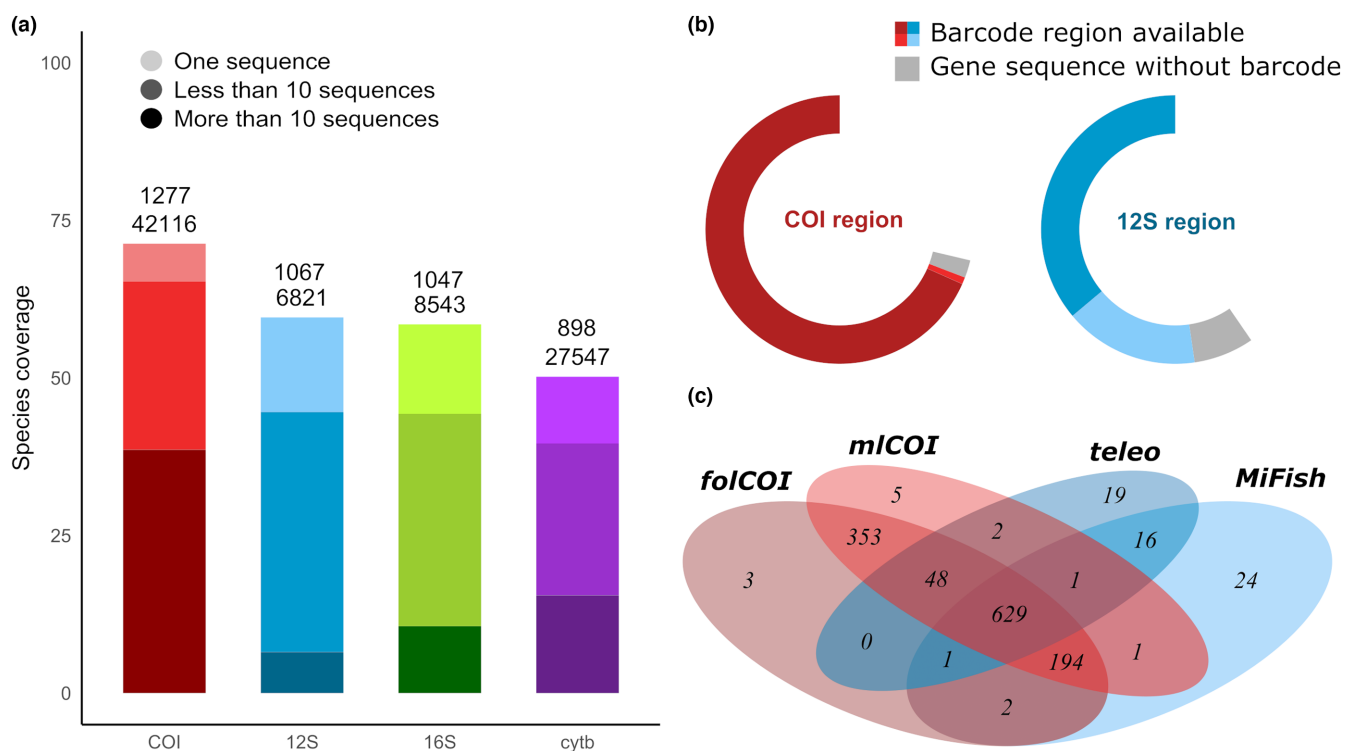 (a)
One sequence
Less than 10 sequences
More than 10 sequences
Species coverage
100
75
50
25
0
1277
42116
1067
6821
1047
8543
898
27547
COI
12S
16S
cytb
(b)
Barcode region available
Gene sequence without barcode
COI region
12S region
(c)
folCOI
mlCOI
teleo
MiFish
5
19
353
2
16
3
48
1
24
629
0
1
194
1
2